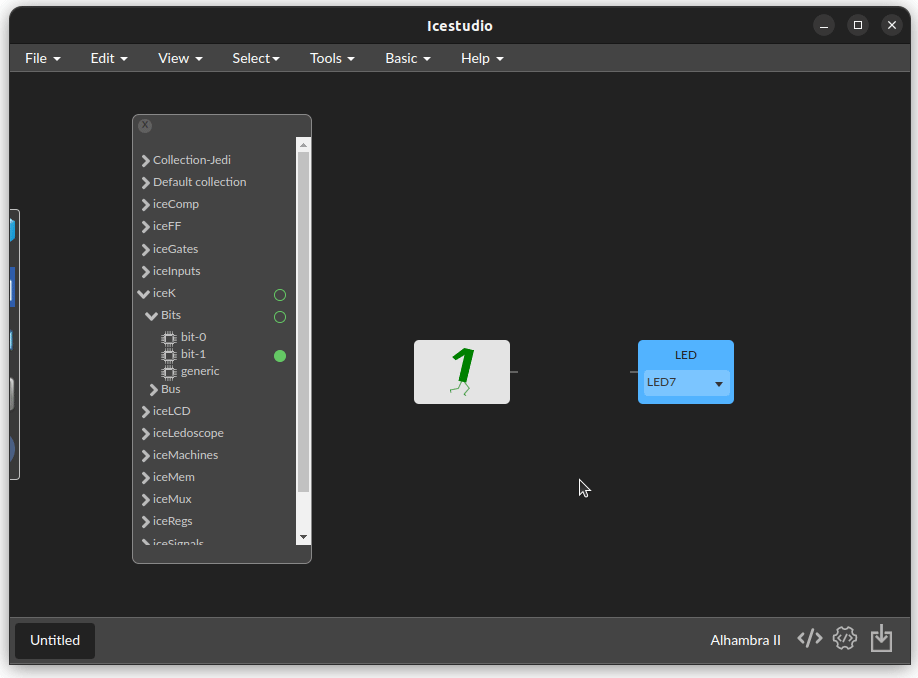 Icestudio
File Edit View Select Tools Basic Help
X
Collection-Jedi
Default collection
iceComp
iceFF
iceGates
iceInputs
iceK
Bits
bit-0
bit-1
generic
Bus
iceLCD
iceLedoscope
iceMachines
iceMem
iceMux
iceRegs
iceSignals
1
LED
LED7
Untitled
Alhambra II